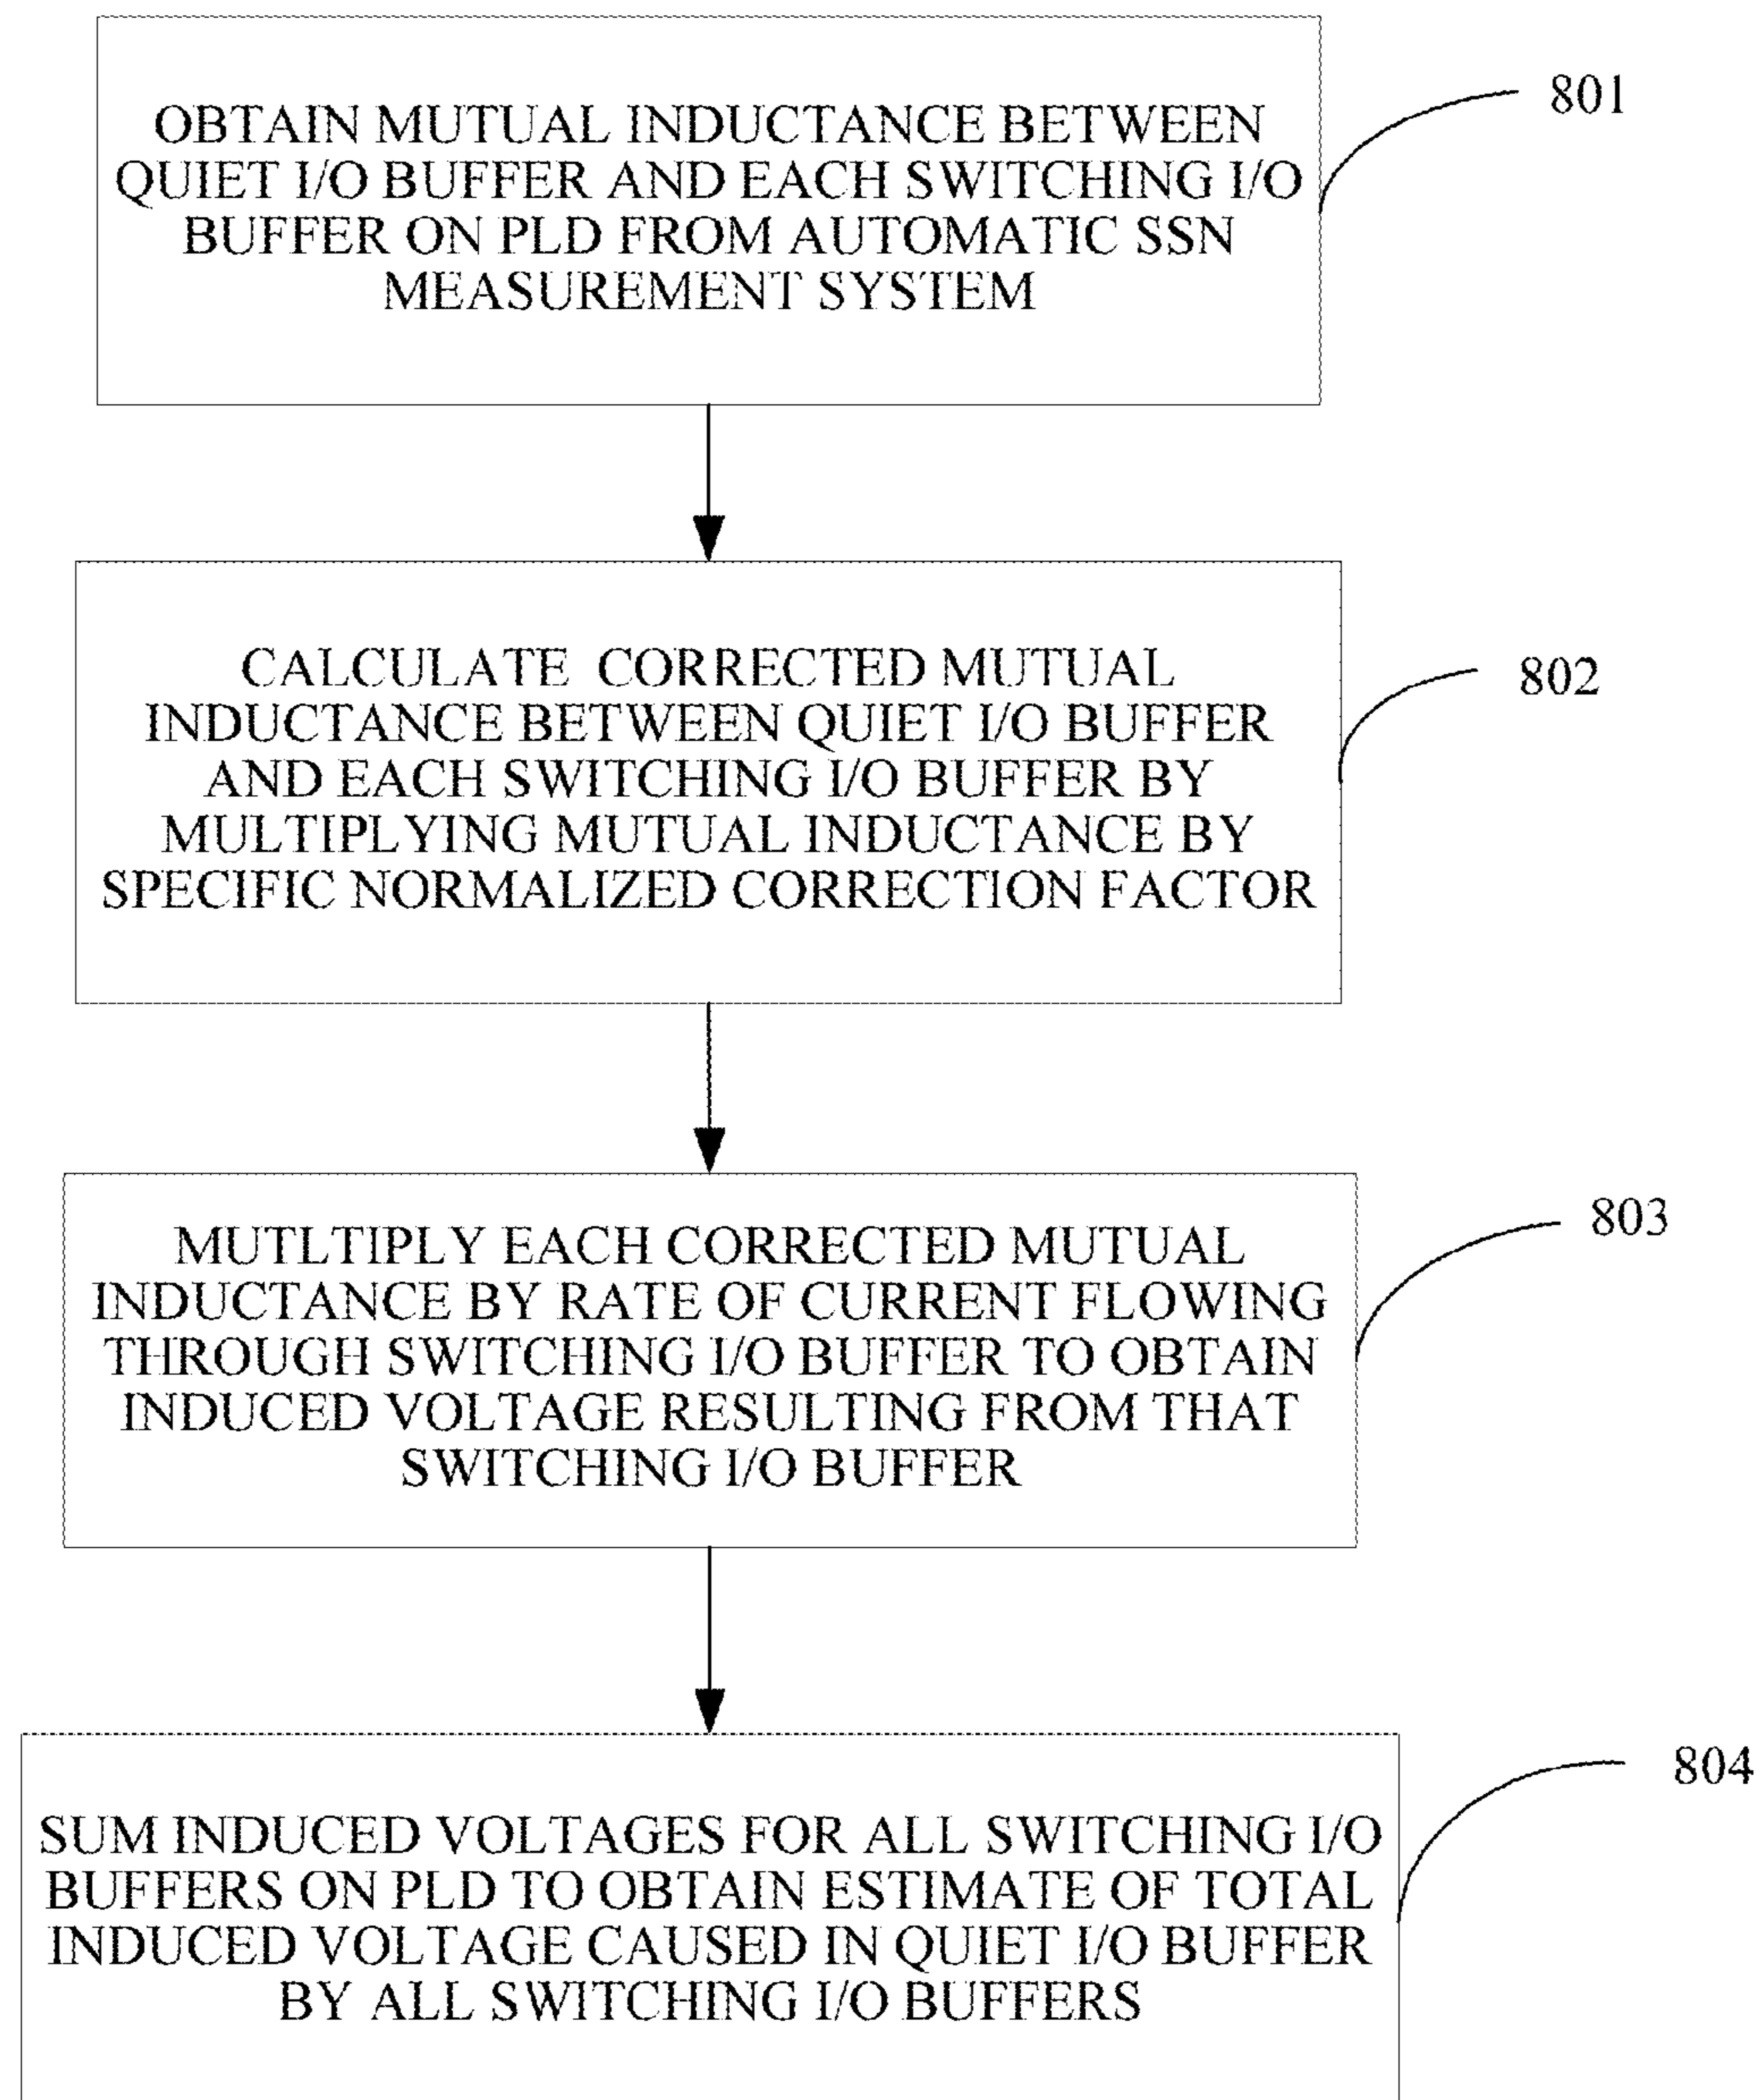 OBTAIN MUTUAL INDUCTANCE BETWEEN
QUIET I/O BUFFER AND EACH SWITCHING I/O
BUFFER ON PLD FROM AUTOMATIC SSN
MEASUREMENT SYSTEM
801
CALCULATE CORRECTED MUTUAL
INDUCTANCE BETWEEN QUIET I/O BUFFER
AND EACH SWITCHING I/O BUFFER BY
MULTIPLYING MUTUAL INDUCTANCE BY
SPECIFIC NORMALIZED CORRECTION FACTOR
802
MUTLTIPLY EACH CORRECTED MUTUAL
INDUCTANCE BY RATE OF CURRENT FLOWING
THROUGH SWITCHING I/O BUFFER TO OBTAIN
INDUCED VOLTAGE RESULTING FROM THAT
SWITCHING I/O BUFFER
803
SUM INDUCED VOLTAGES FOR ALL SWITCHING I/O
BUFFERS ON PLD TO OBTAIN ESTIMATE OF TOTAL
INDUCED VOLTAGE CAUSED IN QUIET I/O BUFFER
BY ALL SWITCHING I/O BUFFERS
804